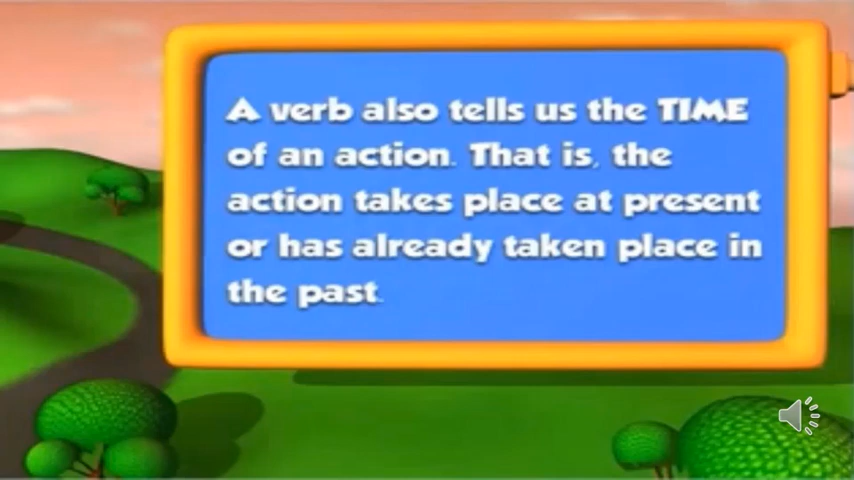 A verb also tells us the TIME
of an action. That is, the
action takes place at present
or has already taken place in
the past.